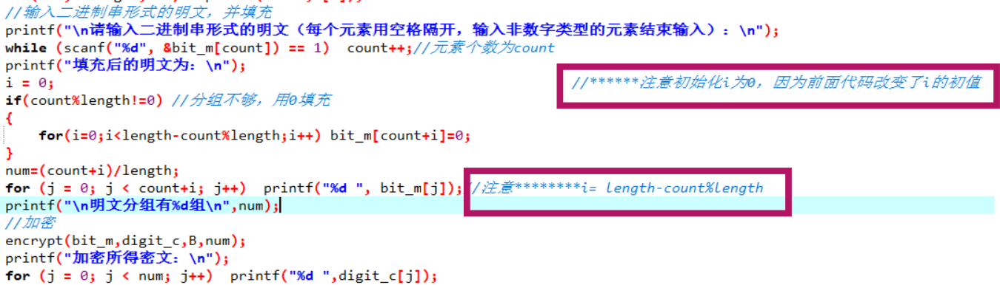 //输入二进制串形式的明文，并填充
printf("\n请输入二进制串形式的明文（每个元素用空格隔开，输入非数字类型的元素结束输入）：\n");
while (scanf("%d", &bit_m[count]) == 1)  count++;//元素个数为count
printf("填充后的明文为：\n");
i = 0; //******注意初始化i为0，因为前面代码改变了i的初值
if(count%length!=0) //分组不够，用0填充
{
    for(i=0;i<length-count%length;i++) bit_m[count+i]=0;
}
num=(count+i)/length;
for (j = 0; j < count+i; j++)  printf("%d ", bit_m[j]);//注意********i= length-count%length
printf("\n明文分组有%d组\n",num);
//加密
encrypt(bit_m,digit_c,B,num);
printf("加密所得密文：\n");
for (j = 0; j < num; j++)  printf("%d ",digit_c[j]);